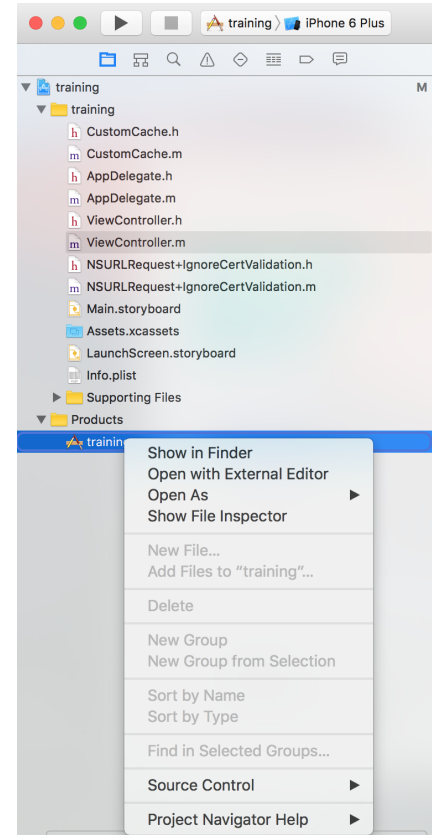 training iPhone 6 Plus
training M
training
h CustomCache.h
m CustomCache.m
h AppDelegate.h
m AppDelegate.m
h ViewController.h
m ViewController.m
h NSURLRequest+IgnoreCertValidation.h
m NSURLRequest+IgnoreCertValidation.m
Main.storyboard
Assets.xcassets
LaunchScreen.storyboard
Info.plist
Supporting Files
Products
trainin
Show in Finder
Open with External Editor
Open As
Show File Inspector
New File...
Add Files to “training”...
Delete
New Group
New Group from Selection
Sort by Name
Sort by Type
Find in Selected Groups...
Source Control
Project Navigator Help